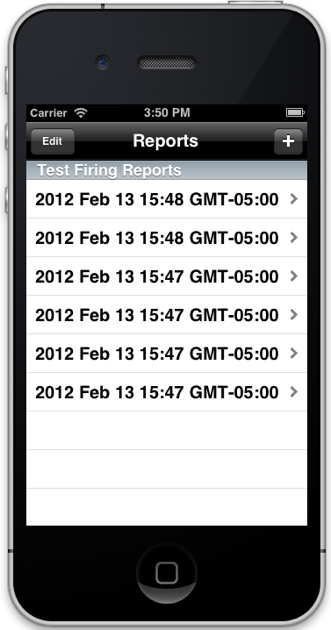 Carrier 3:50 PM
Edit Reports +
Test Firing Reports
2012 Feb 13 15:48 GMT-05:00
2012 Feb 13 15:48 GMT-05:00
2012 Feb 13 15:47 GMT-05:00
2012 Feb 13 15:47 GMT-05:00
2012 Feb 13 15:47 GMT-05:00
2012 Feb 13 15:47 GMT-05:00